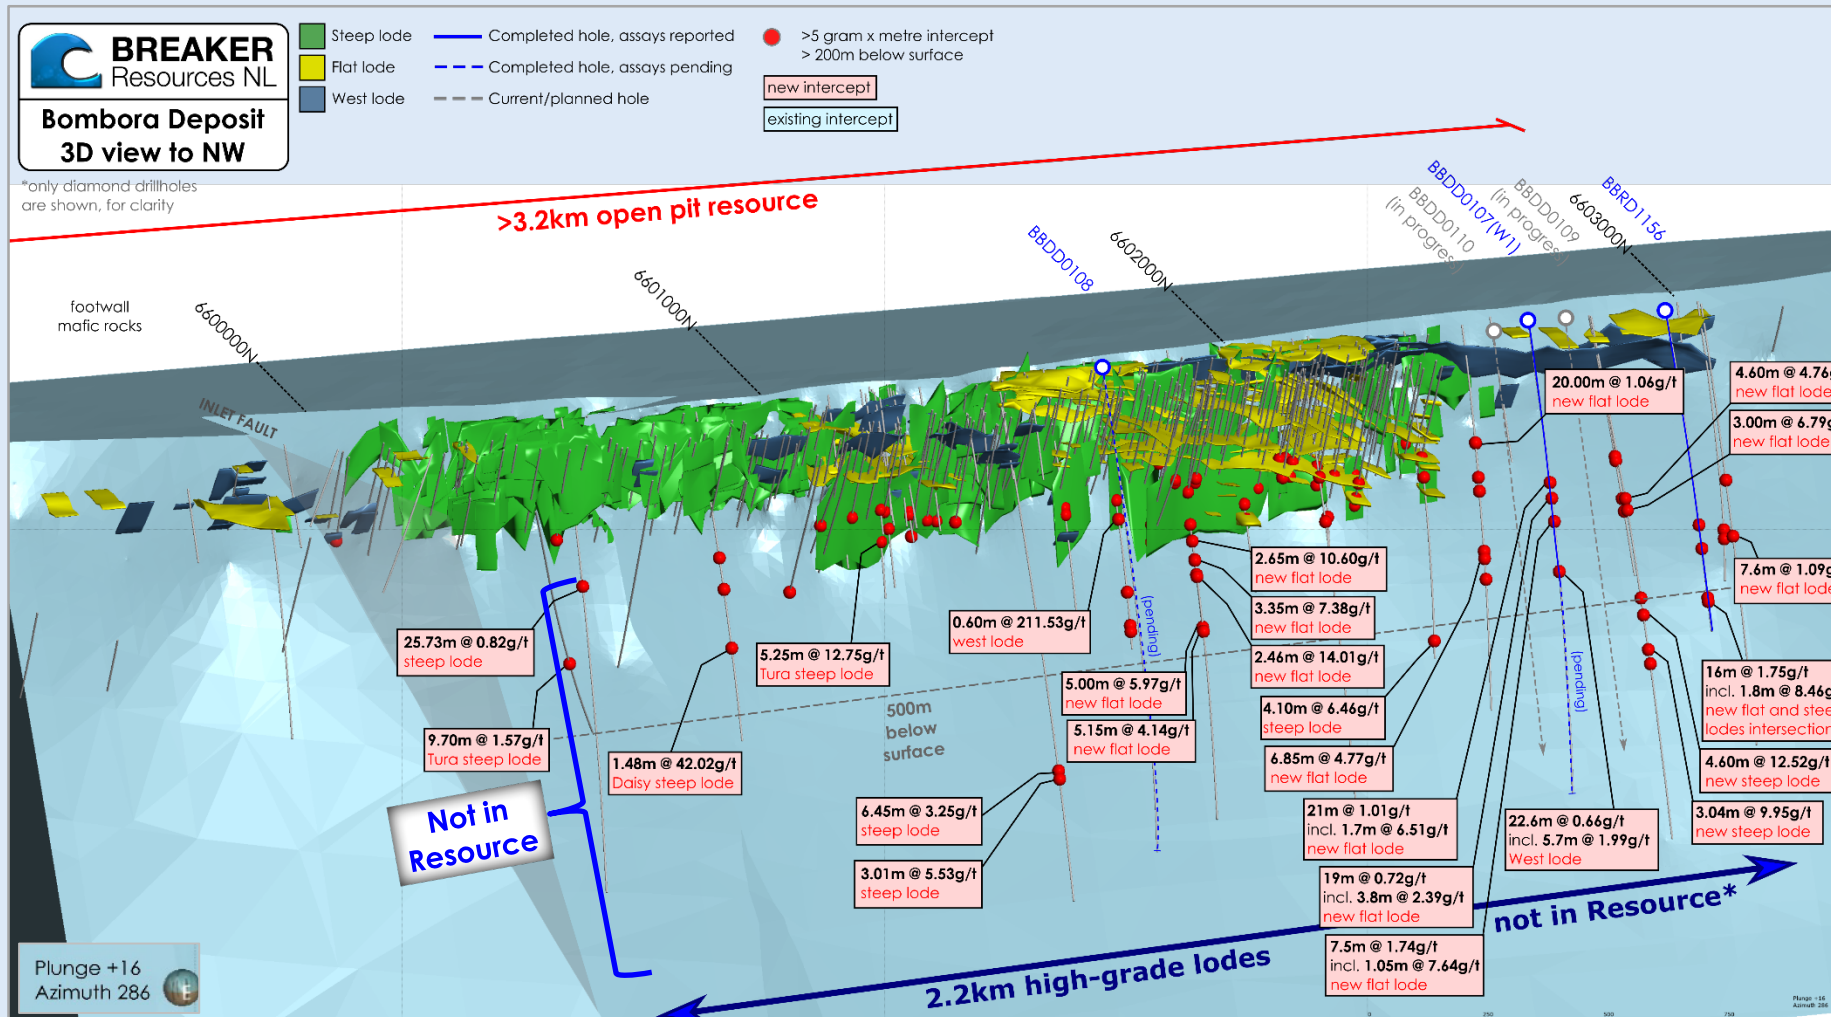 BREAKER
Resources NL
Bombora Deposit
3D view to NW
*only diamond drillholes
are shown, for clarity
Steep lode
Flat lode
West lode
Completed hole, assays reported
Completed hole, assays pending
Current/planned hole
>5 gram x metre intercept
> 200m below surface
new intercept
existing intercept
>3.2km open pit resource
footwall
mafic rocks
6600000N
6601000N
BBDD0108
6602000N
BBDD0110
(in progress)
BBDD0107(W1)
BBDD0109
(in progress)
6603000N
BBRD1156
INLET FAULT
20.00m @ 1.06g/t
new flat lode
4.60m @ 4.76g
new flat lode
3.00m @ 6.79g
new flat lode
7.6m @ 1.09g
new flat lode
2.65m @ 10.60g/t
new flat lode
3.35m @ 7.38g/t
new flat lode
2.46m @ 14.01g/t
new flat lode
0.60m @ 211.53g/t
west lode
(pending)
25.73m @ 0.82g/t
steep lode
5.25m @ 12.75g/t
Tura steep lode
5.00m @ 5.97g/t
new flat lode
4.10m @ 6.46g/t
steep lode
(pending)
16m @ 1.75g/t
incl. 1.8m @ 8.46g
new flat and stee
lodes intersection
500m
below
surface
9.70m @ 1.57g/t
Tura steep lode
1.48m @ 42.02g/t
Daisy steep lode
5.15m @ 4.14g/t
new flat lode
6.85m @ 4.77g/t
new flat lode
4.60m @ 12.52g/t
new steep lode
Not in
Resource
6.45m @ 3.25g/t
steep lode
21m @ 1.01g/t
incl. 1.7m @ 6.51g/t
new flat lode
22.6m @ 0.66g/t
incl. 5.7m @ 1.99g/t
West lode
3.04m @ 9.95g/t
new steep lode
3.01m @ 5.53g/t
steep lode
19m @ 0.72g/t
incl. 3.8m @ 2.39g/t
new flat lode
7.5m @ 1.74g/t
incl. 1.05m @ 7.64g/t
new flat lode
2.2km high-grade lodes
not in Resource*
Plunge +16
Azimuth 286
E
Plunge +16
Azimuth 286
0
250
500
750